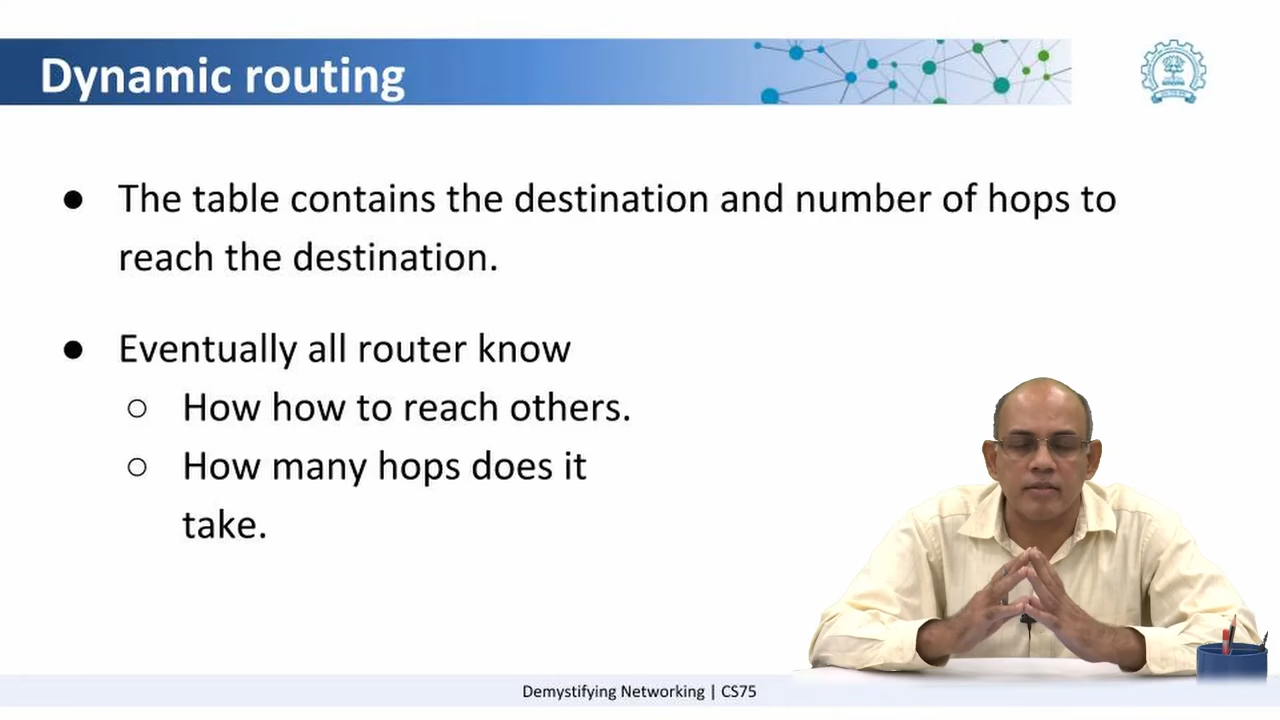 Dynamic routing
● The table contains the destination and number of hops to
reach the destination.
● Eventually all router know
○ How how to reach others.
○ How many hops does it
take.
Demystifying Networking | CS75